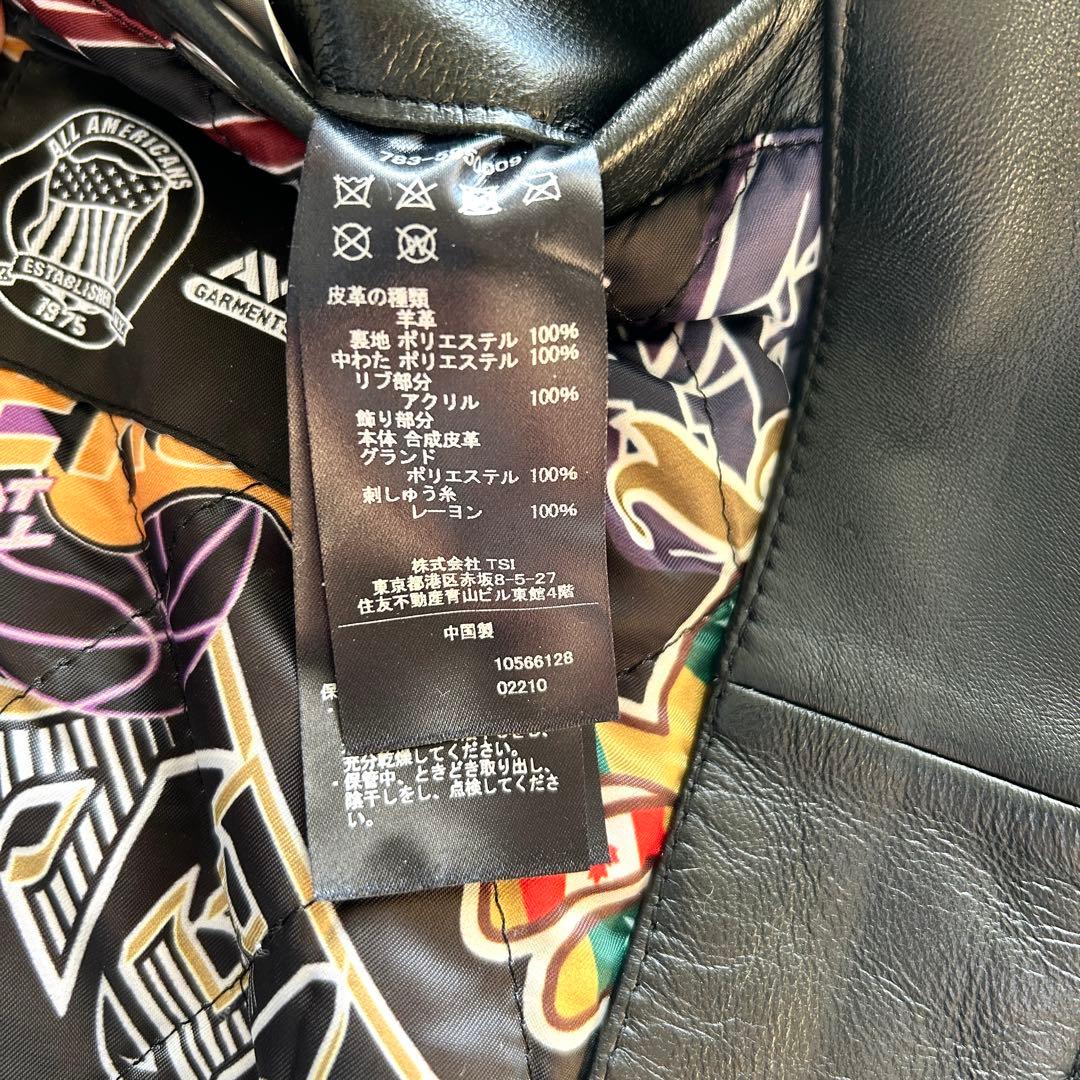 ALL AMERICANS
ESTABLISHED
1975
GARMENTS
皮革の種類
羊革
裏地 ポリエステル 100%
中わた ポリエステル 100%
リブ部分
アクリル 100%
飾り部分
本体 合成皮革
グランド
ポリエステル 100%
刺しゅう糸
レーヨン 100%
株式会社 TSI
東京都港区赤坂8-5-27
住友不動産青山ビル東館4階
中国製
10566128
02210
保
充分乾燥してください。
・保管中、ときどき取り出し、
陰干しをし、点検してくださ
い。